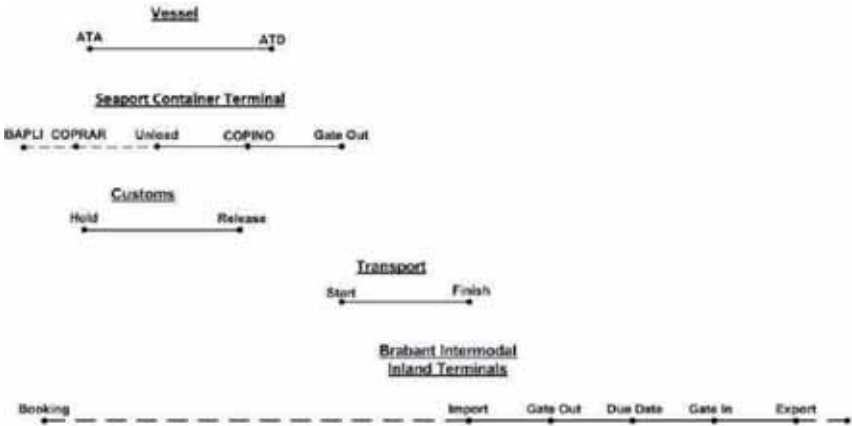 Vessel
ATA ATD
Seaport Container Terminal
BAPLI COPRAR Unload COPINO Gate Out
Customs
Hold Release
Transport
Start Finish
Brabant Intermodal
Inland Terminals
Booking Import Gate Out Due Date Gate In Export